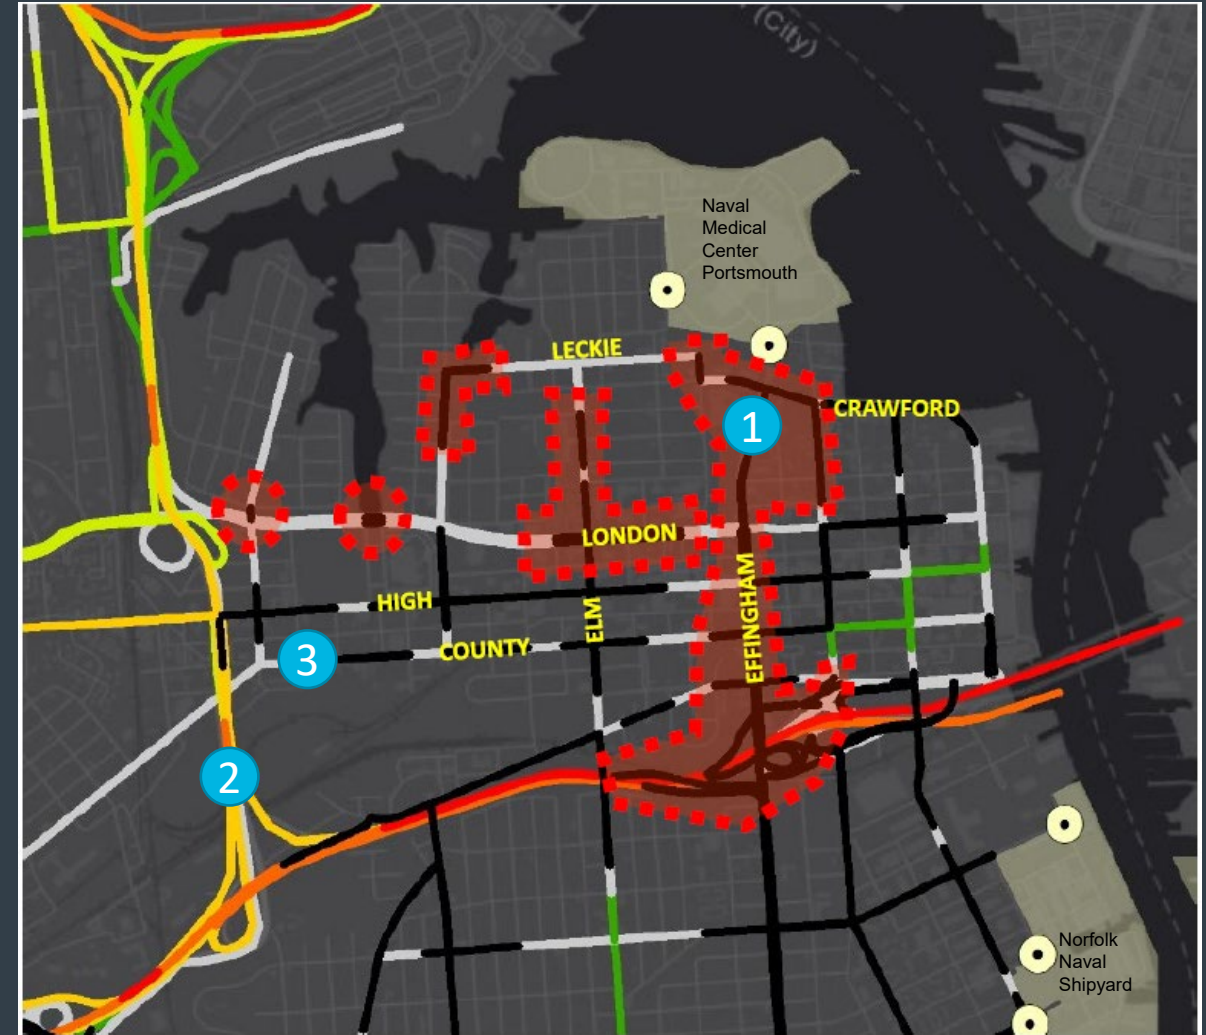 (City)
Naval
Medical
Center
Portsmouth
LECKIE
CRAWFORD
1
LONDON
HIGH
ELM
EFFINGHAM
COUNTY
3
2
Norfolk
Naval
Shipyard